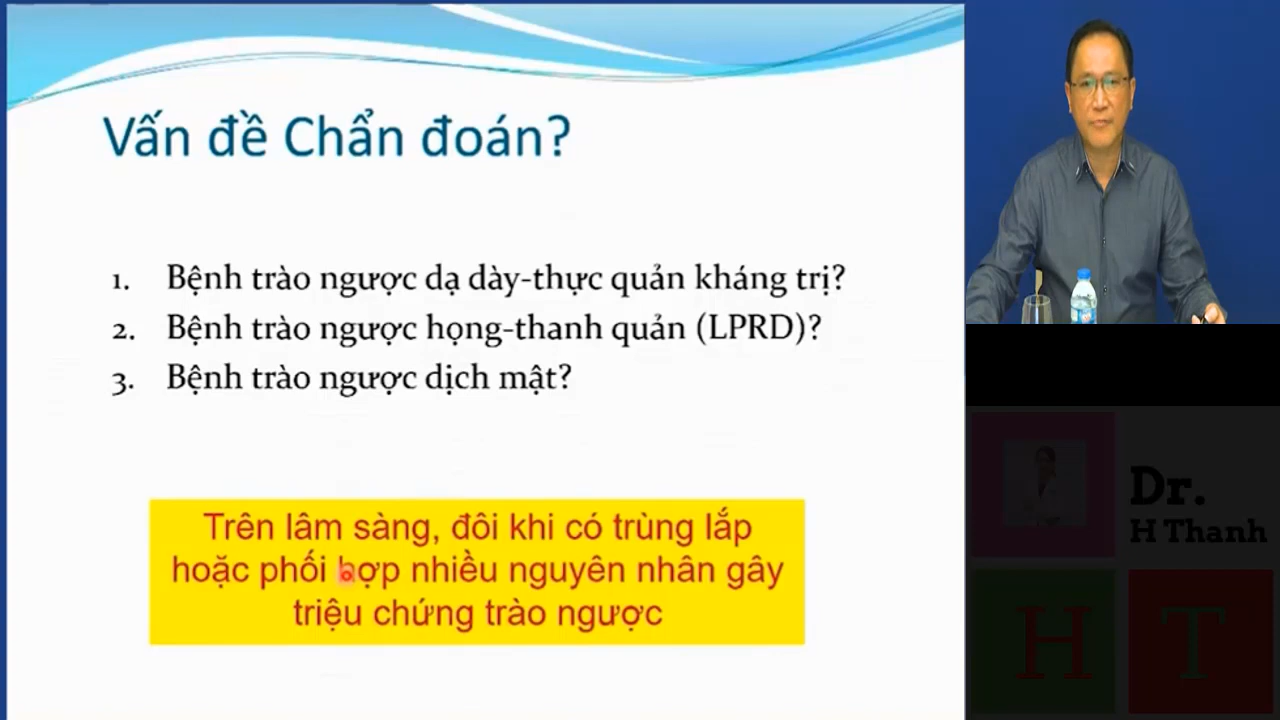 Vấn đề Chẩn đoán?
1. Bệnh trào ngược dạ dày-thực quản kháng trị?
2. Bệnh trào ngược họng-thanh quản (LPRD)?
3. Bệnh trào ngược dịch mật?
Trên lâm sàng, đôi khi có trùng lắp
hoặc phối hợp nhiều nguyên nhân gây
triệu chứng trào ngược
Dr.
H Thanh
H T